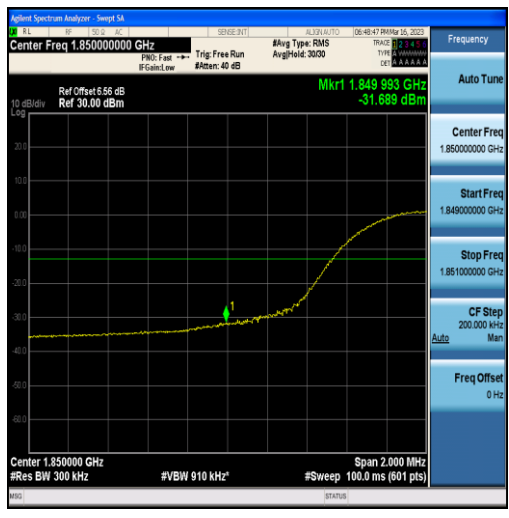 Agilent Spectrum Analyzer - Swept SA
RL RF 50 Ω AC SENSE:INT ALIGN AUTO 06:48:47 PM Mar 16, 2023
Center Freq 1.850000000 GHz
PNO: Fast
IFGain:Low
Trig: Free Run
#Atten: 40 dB
#Avg Type: RMS
Avg|Hold: 30/30
TRACE 1 2 3 4 5 6
TYPE
DET A A A A A A
Frequency
Mkr1 1.849 993 GHz
-31.689 dBm
Ref Offset 6.56 dB
Ref 30.00 dBm
10 dB/div
Log
20.0
10.0
0.00
-10.0
-20.0
-30.0
-40.0
-50.0
-60.0
1
Center 1.850000 GHz
Span 2.000 MHz
#Res BW 300 kHz
#VBW 910 kHz*
#Sweep 100.0 ms (601 pts)
MSG
STATUS
Auto Tune
Center Freq
1.850000000 GHz
Start Freq
1.849000000 GHz
Stop Freq
1.851000000 GHz
CF Step
200.000 kHz
Auto Man
Freq Offset
0 Hz